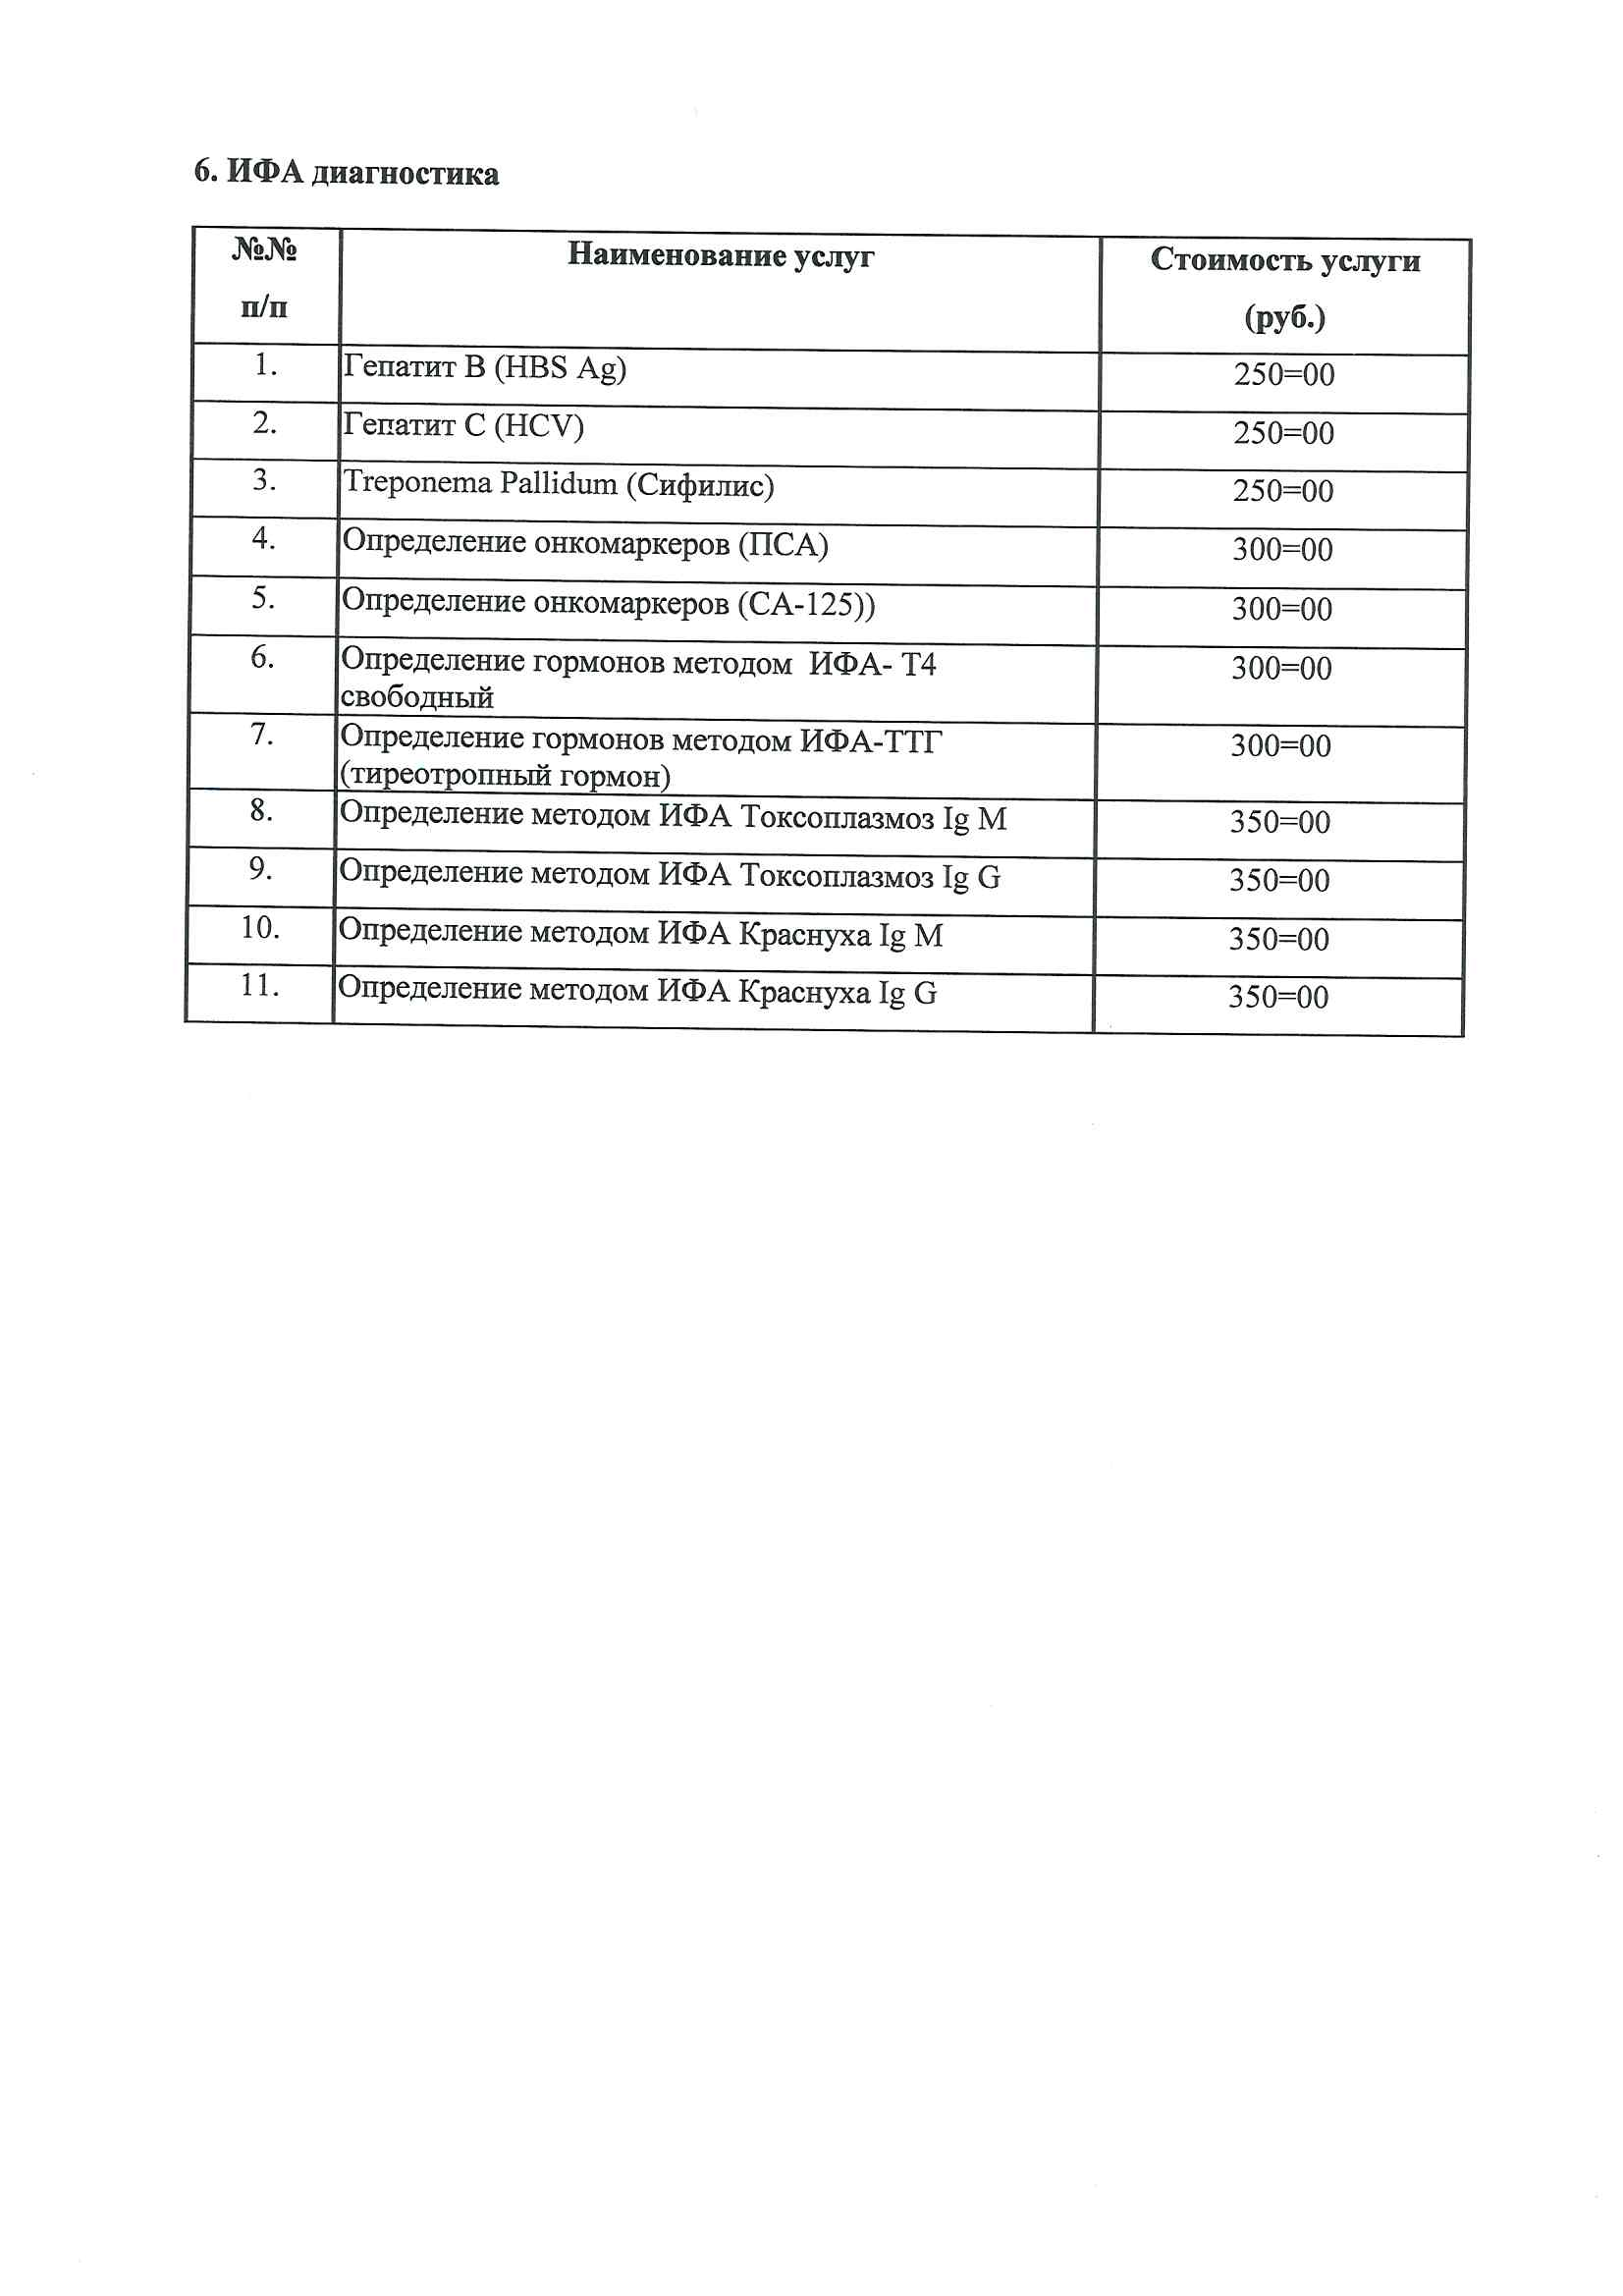 6. ИФА диагностика
№№ Наименование услуг Стоимость услуги
п/п (руб.)
1. Гепатит В (HBS Ag) 250=00
2. Гепатит С (HCV) 250=00
3. Treponema Pallidum (Сифилис) 250=00
4. Определение онкомаркеров (ПСА) 300=00
5. Определение онкомаркеров (СА-125)) 300=00
6. Определение гормонов методом ИФА- Т4 300=00
свободный
7. Определение гормонов методом ИФА-ТТГ 300=00
(тиреотропный гормон)
8. Определение методом ИФА Токсоплазмоз Ig M 350=00
9. Определение методом ИФА Токсоплазмоз Ig G 350=00
10. Определение методом ИФА Краснуха Ig M 350=00
11. Определение методом ИФА Краснуха Ig G 350=00